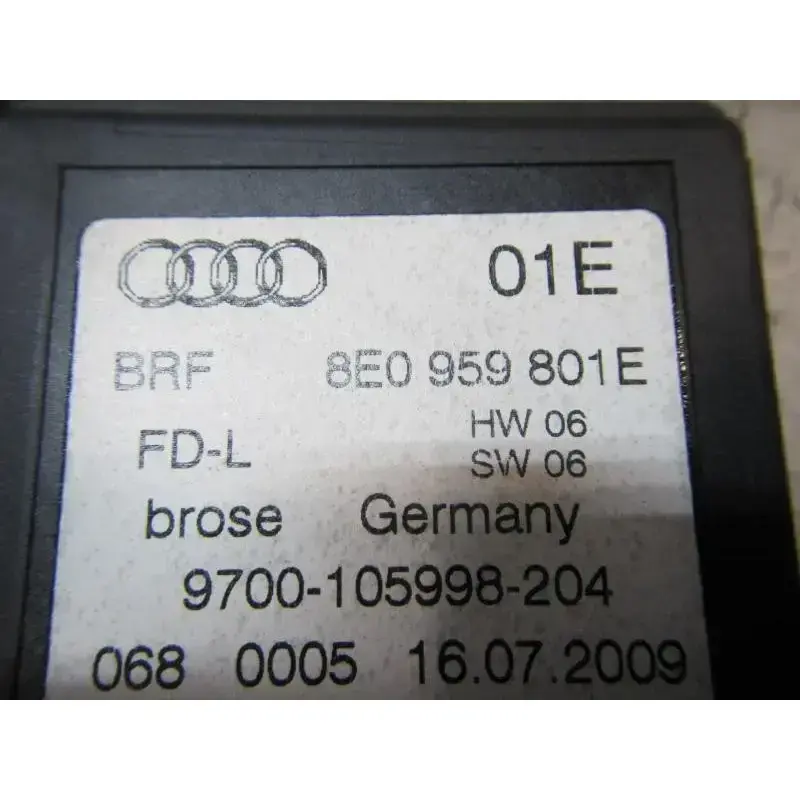 01E
BRF 8E0 959 801E
FD-L HW 06
SW 06
brose Germany
9700-105998-204
068 0005 16.07.2009